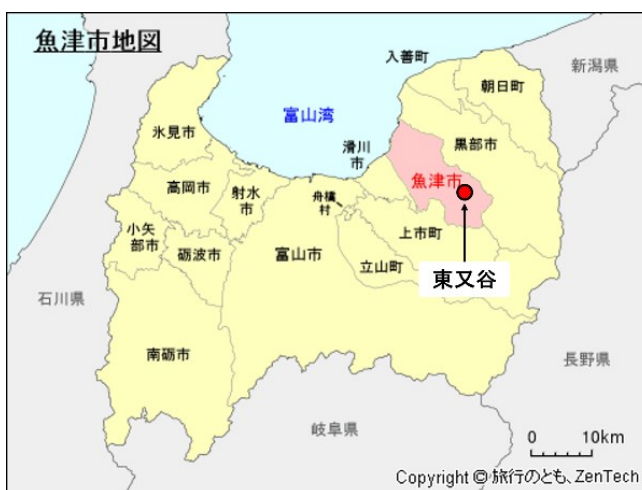 魚津市地図
新潟県
入善町
朝日町
富山湾
滑川
市
黒部市
氷見市
魚津市
高岡市
射水
市
舟橋
村
上市町
小矢
部市
砺波市
富山市
立山町
東又谷
石川県
南砺市
長野県
岐阜県
0 10km
Copyright © 旅行のとも、ZenTech